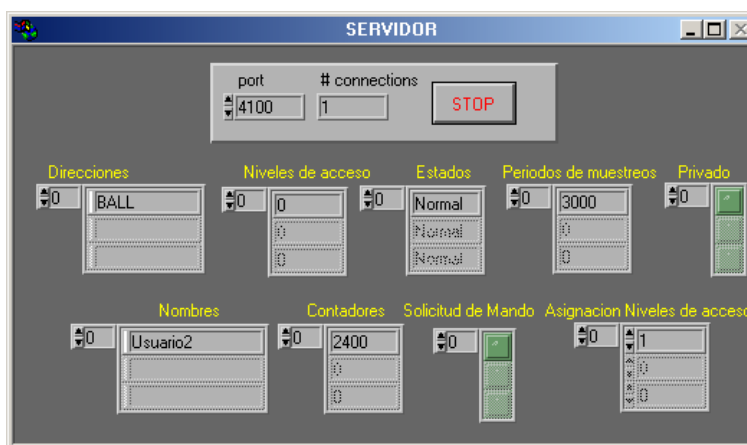 SERVIDOR
port # connections
4100 1 STOP
Direcciones Niveles de acceso Estados Periodos de muestreos Privado
0 BALL 0 0 0 Normal 0 3000 0
0 Normal 0
0 Normal 0
Nombres Contadores Solicitud de Mando Asignacion Niveles de acceso
0 Usuario2 0 2400 0 0 1
0 0
0 0